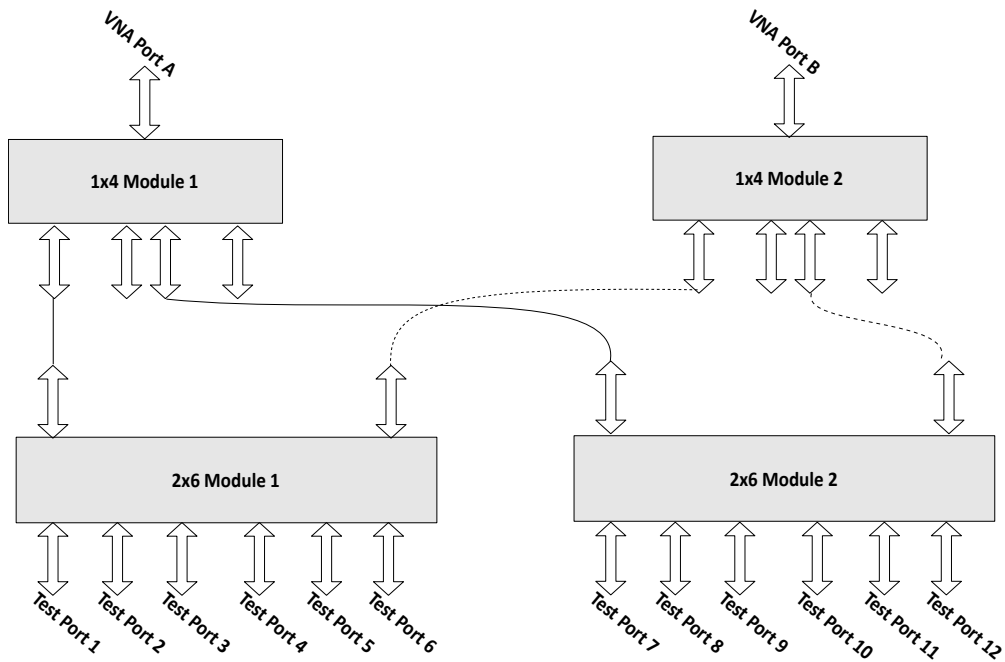 VNA Port A
VNA Port B
1x4 Module 1
1x4 Module 2
2x6 Module 1
2x6 Module 2
Test Port 1
Test Port 2
Test Port 3
Test Port 4
Test Port 5
Test Port 6
Test Port 7
Test Port 8
Test Port 9
Test Port 10
Test Port 11
Test Port 12